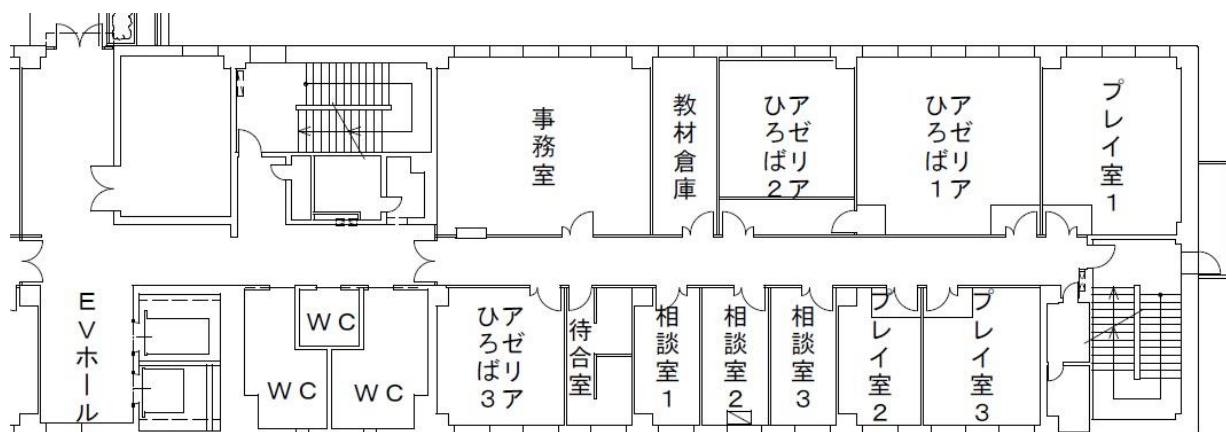 事務室
教材倉庫
アゼリア
ひろば2
アゼリア
ひろば1
プレイ室1
EVホール
WC
WC
WC
アゼリア
ひろば3
待合室
相談室1
相談室2
相談室3
プレイ室2
プレイ室3